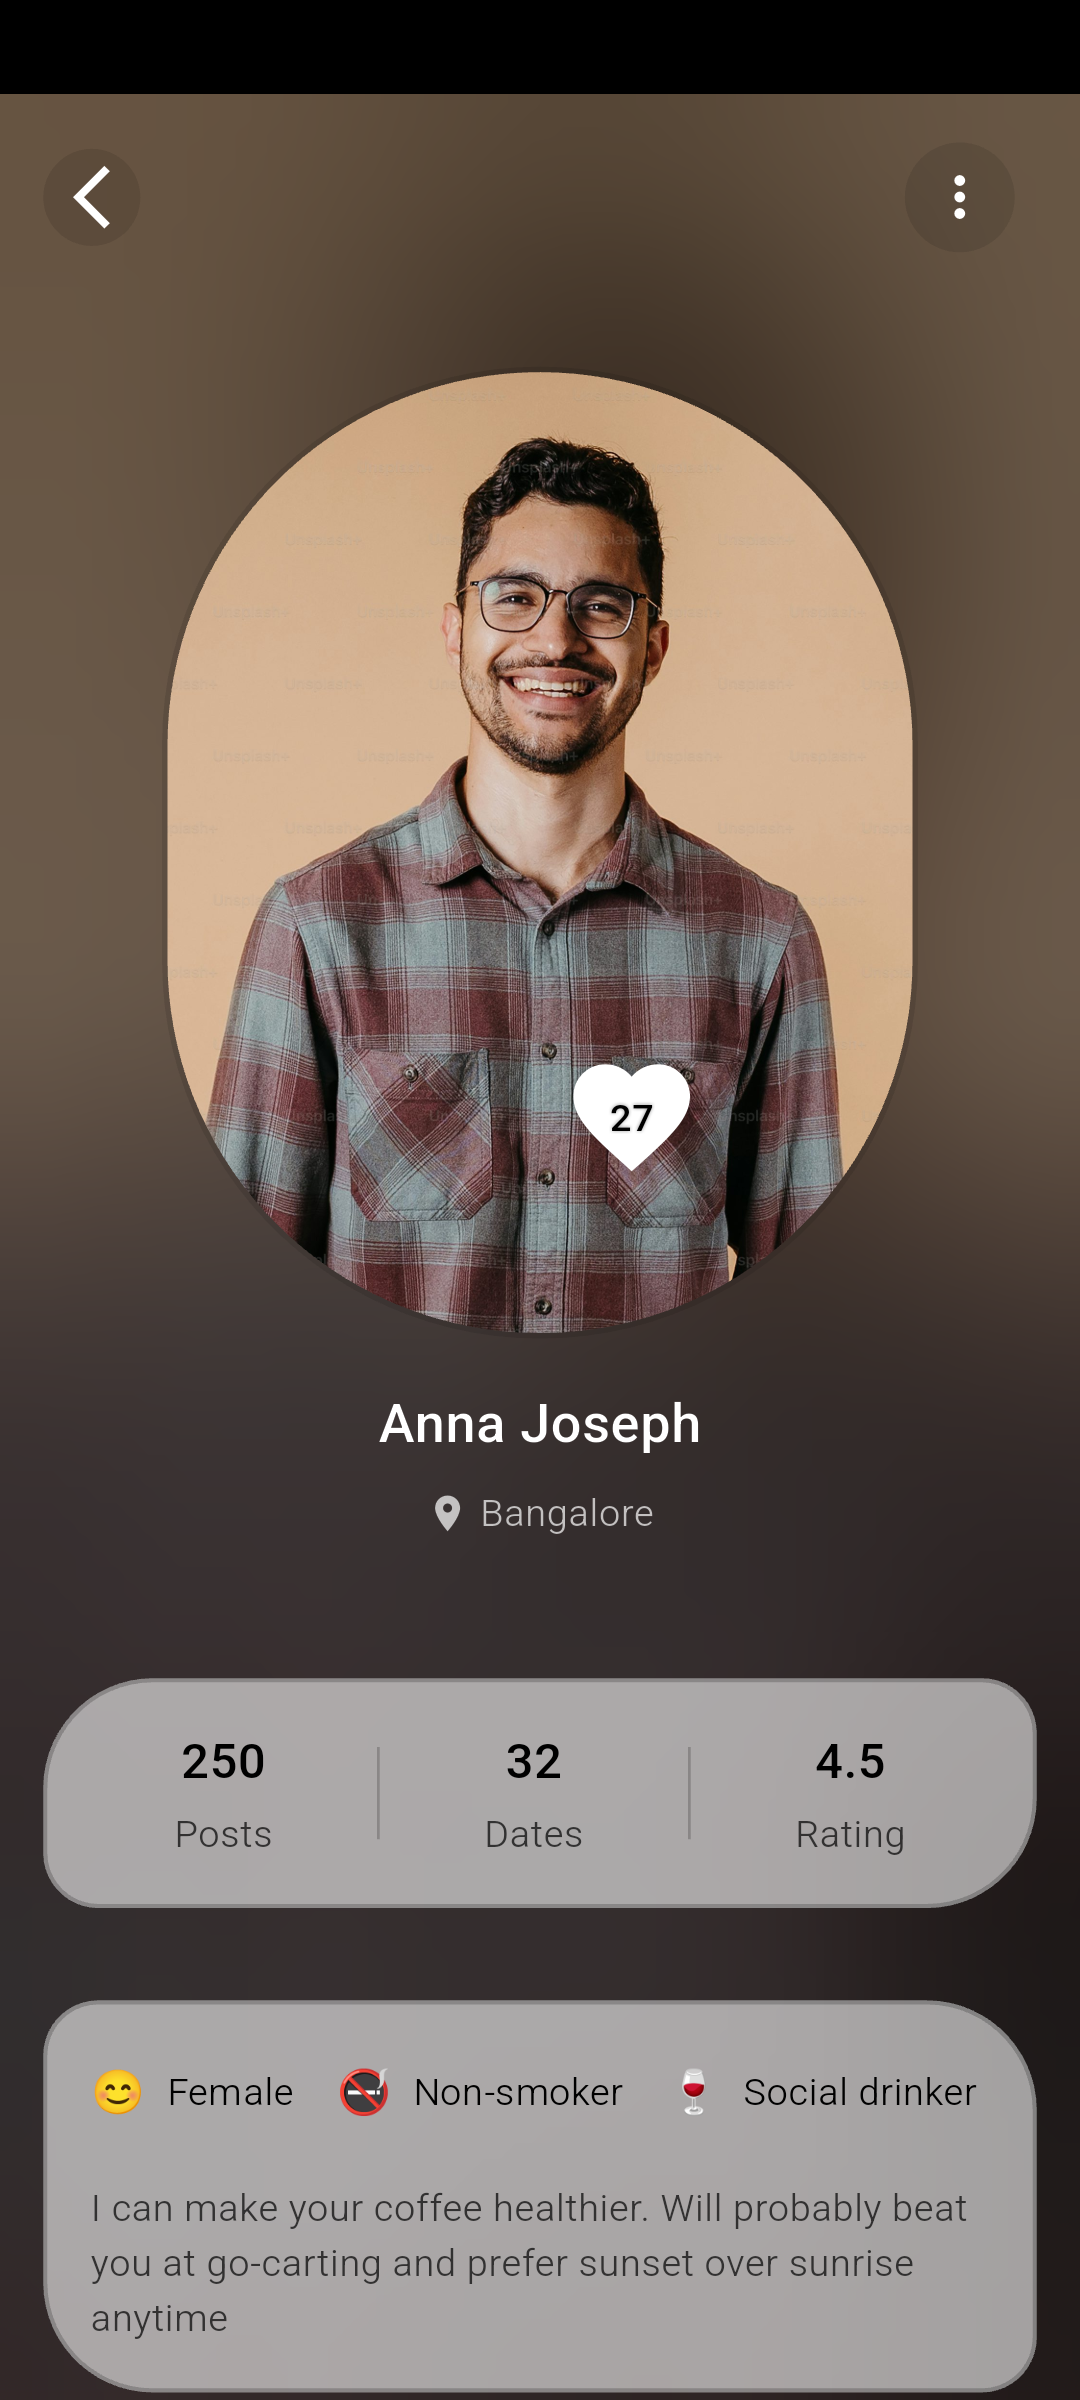 Unsplash+
27
Anna Joseph
Bangalore
250
32
4.5
Posts
Dates
Rating
Female
Non-smoker
Social drinker
I can make your coffee healthier. Will probably beat
you at go-carting and prefer sunset over sunrise
anytime